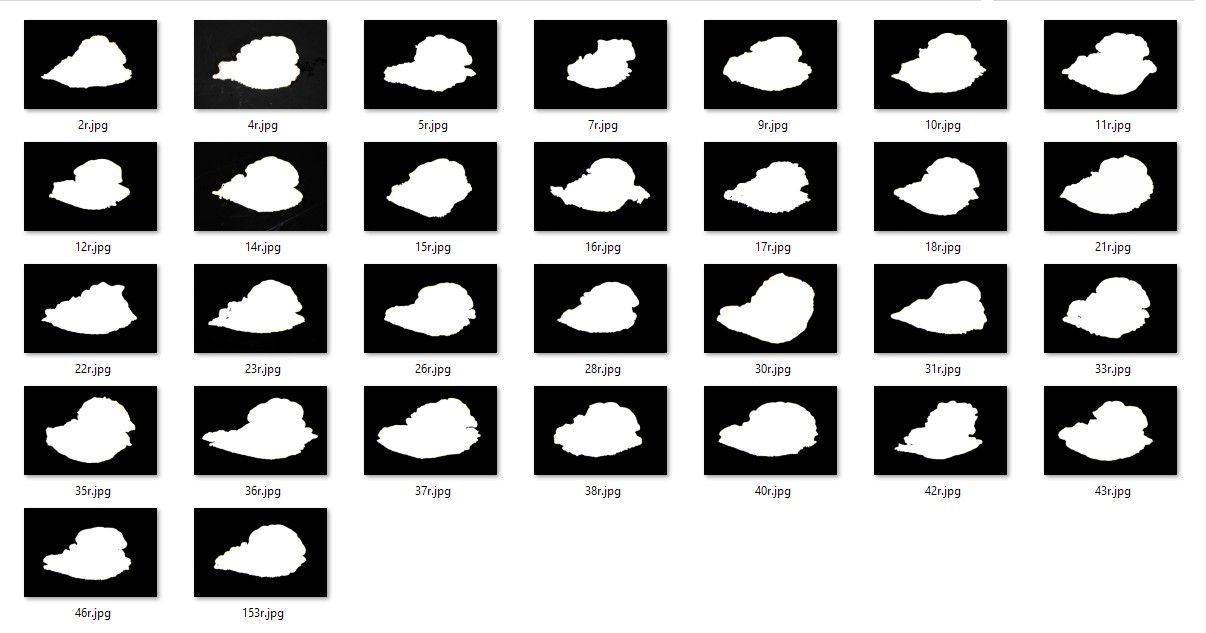 2r.jpg 4r.jpg 5r.jpg 7r.jpg 9r.jpg 10r.jpg 11r.jpg
12r.jpg 14r.jpg 15r.jpg 16r.jpg 17r.jpg 18r.jpg 21r.jpg
22r.jpg 23r.jpg 26r.jpg 28r.jpg 30r.jpg 31r.jpg 33r.jpg
35r.jpg 36r.jpg 37r.jpg 38r.jpg 40r.jpg 42r.jpg 43r.jpg
46r.jpg 153r.jpg